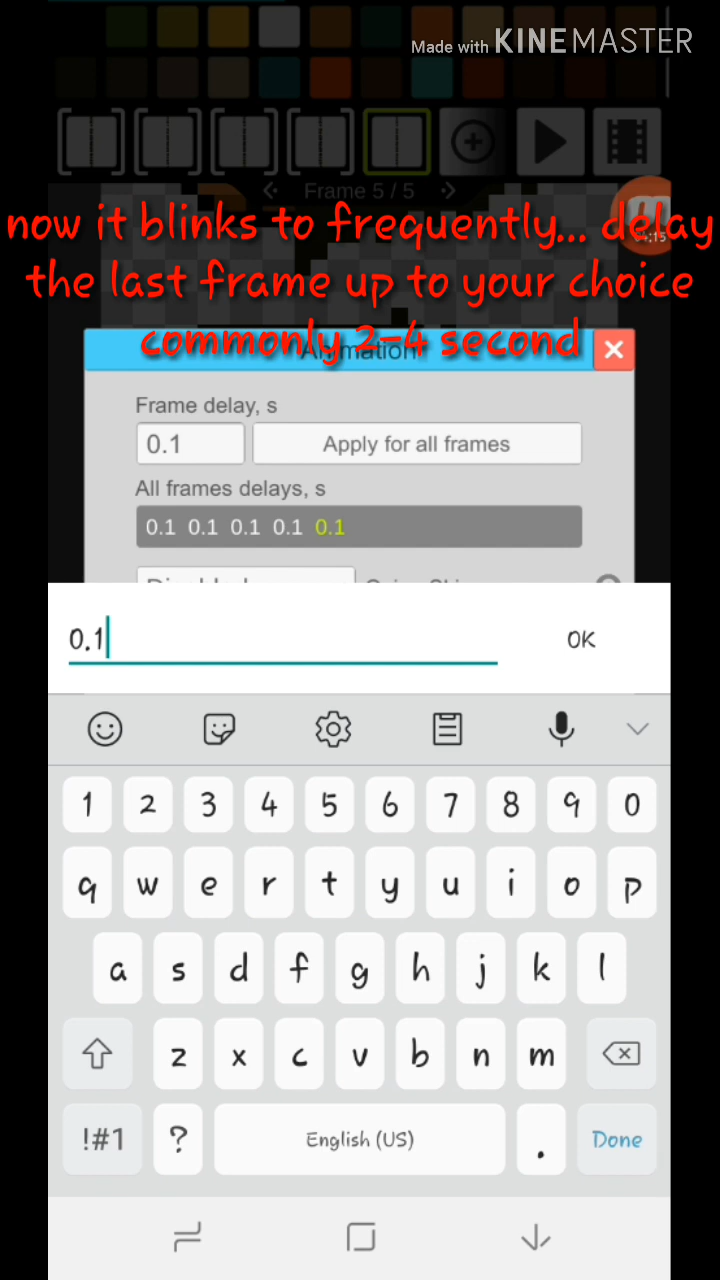 Made with KINEMASTER
Frame 5 / 5
04:15
now it blinks to frequently... delay
the last frame up to your choice
commonly 2-4 second
Animation
Frame delay, s
0.1 Apply for all frames
All frames delays, s
0.1 0.1 0.1 0.1 0.1
0.1 OK
1 2 3 4 5 6 7 8 9 0
q w e r t y u i o p
a s d f g h j k l
z x c v b n m
!#1 ? English (US) . Done